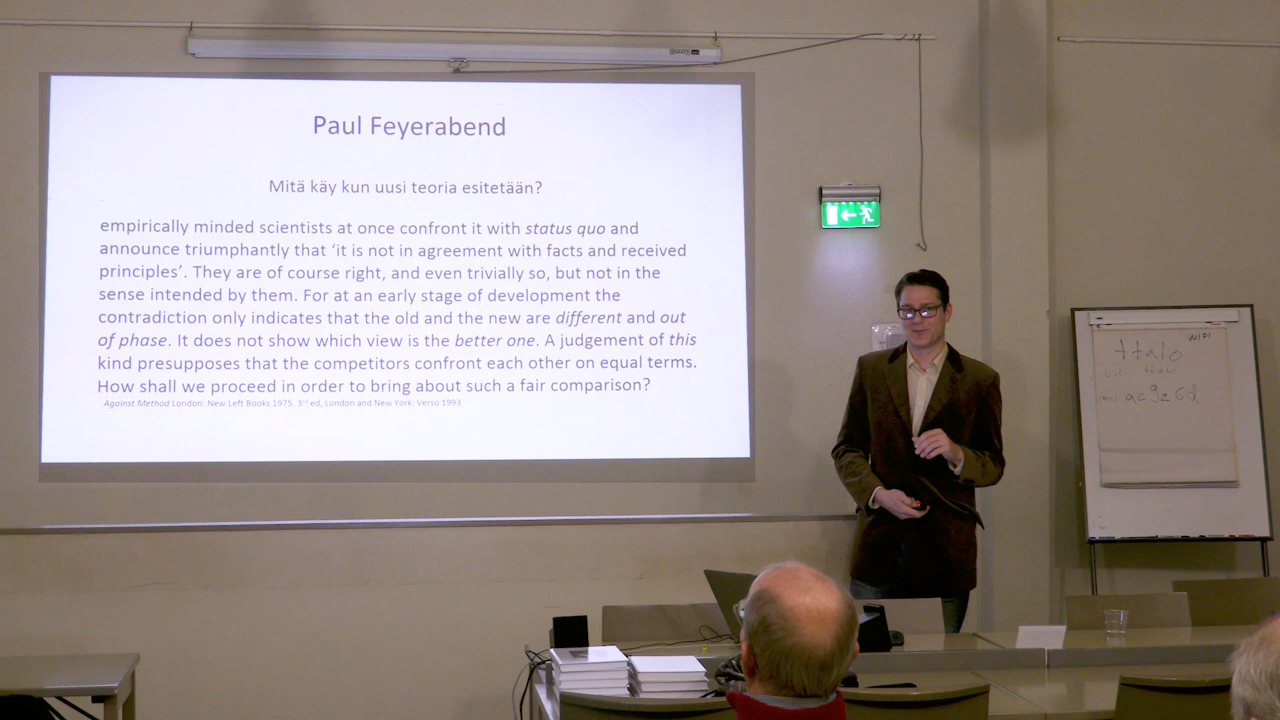 Paul Feyerabend
Mitä käy kun uusi teoria esitetään?
empirically minded scientists at once confront it with status quo and
announce triumphantly that ‘it is not in agreement with facts and received
principles’. They are of course right, and even trivially so, but not in the
sense intended by them. For at an early stage of development the
contradiction only indicates that the old and the new are different and out
of phase. It does not show which view is the better one. A judgement of this
kind presupposes that the competitors confront each other on equal terms.
How shall we proceed in order to bring about such a fair comparison?
Against Method London: New Left Books 1975. 3rd ed, London and New York: Verso 1993
WIFI